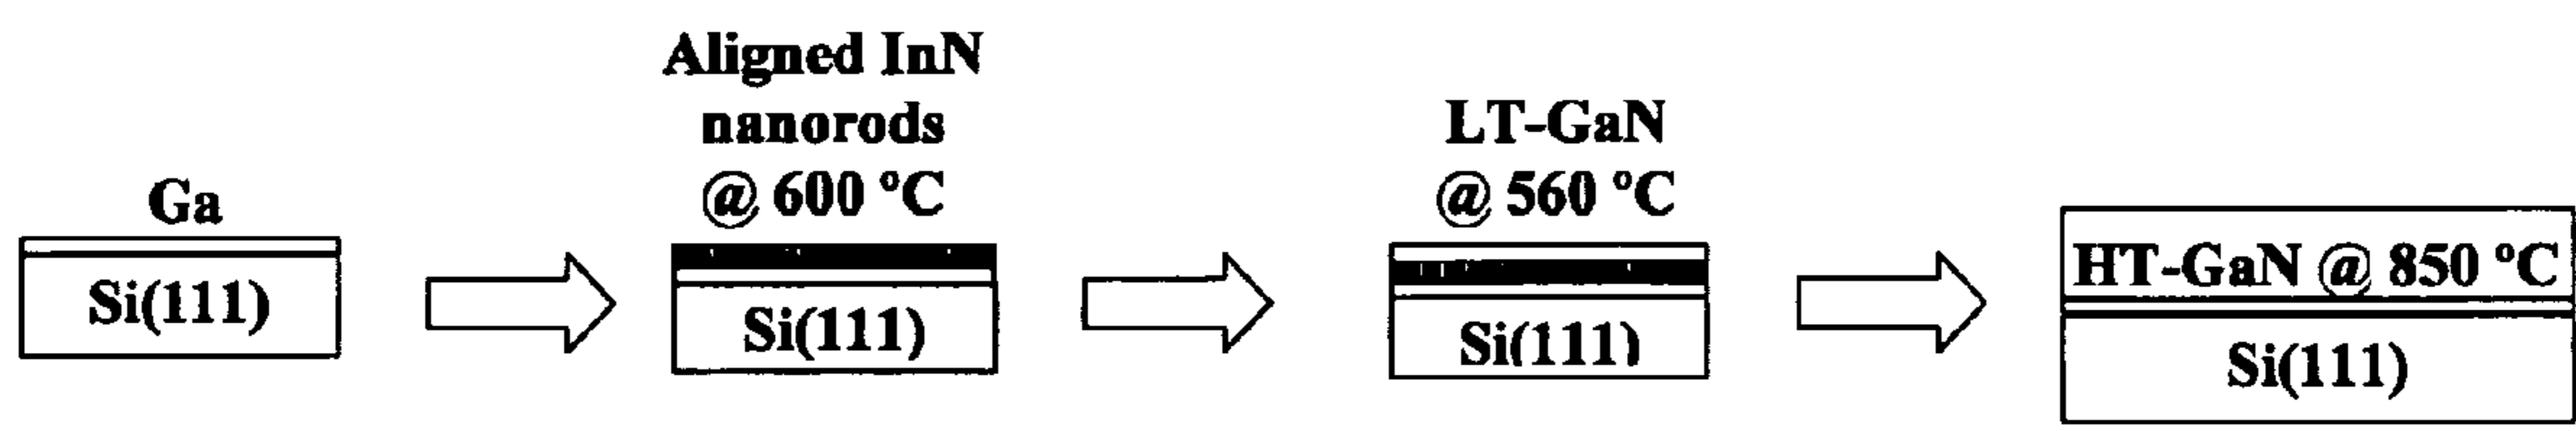 Ga
Si(111)
Aligned InN
nanorods
@ 600 °C
Si(111)
LT-GaN
@ 560 °C
Si(111)
HT-GaN @ 850 °C
Si(111)